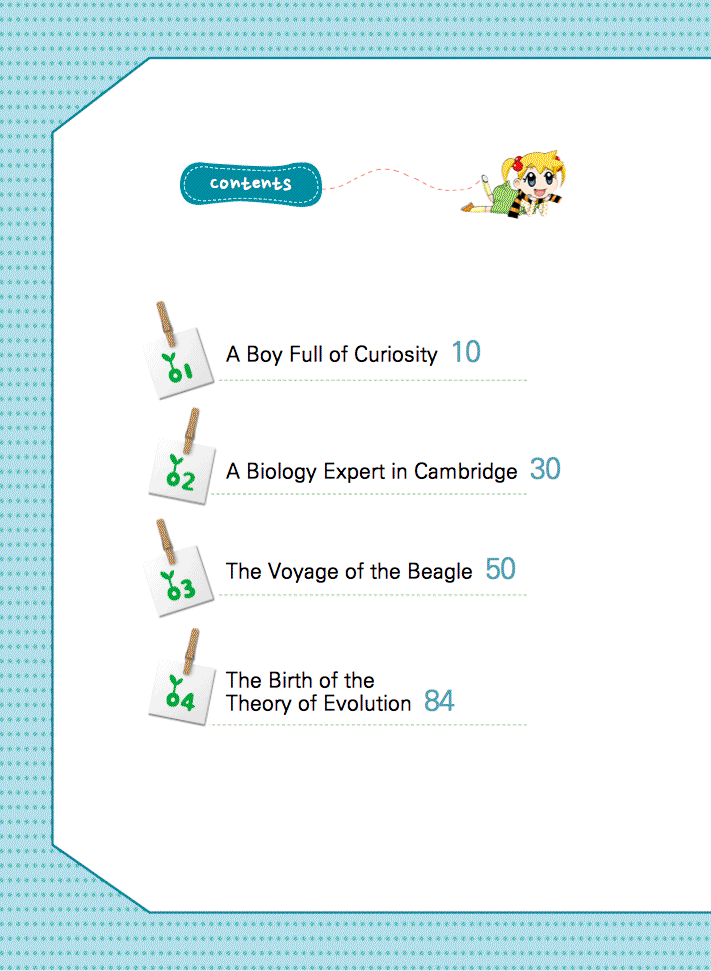 contents
01 A Boy Full of Curiosity 10
02 A Biology Expert in Cambridge 30
03 The Voyage of the Beagle 50
04 The Birth of the
Theory of Evolution 84